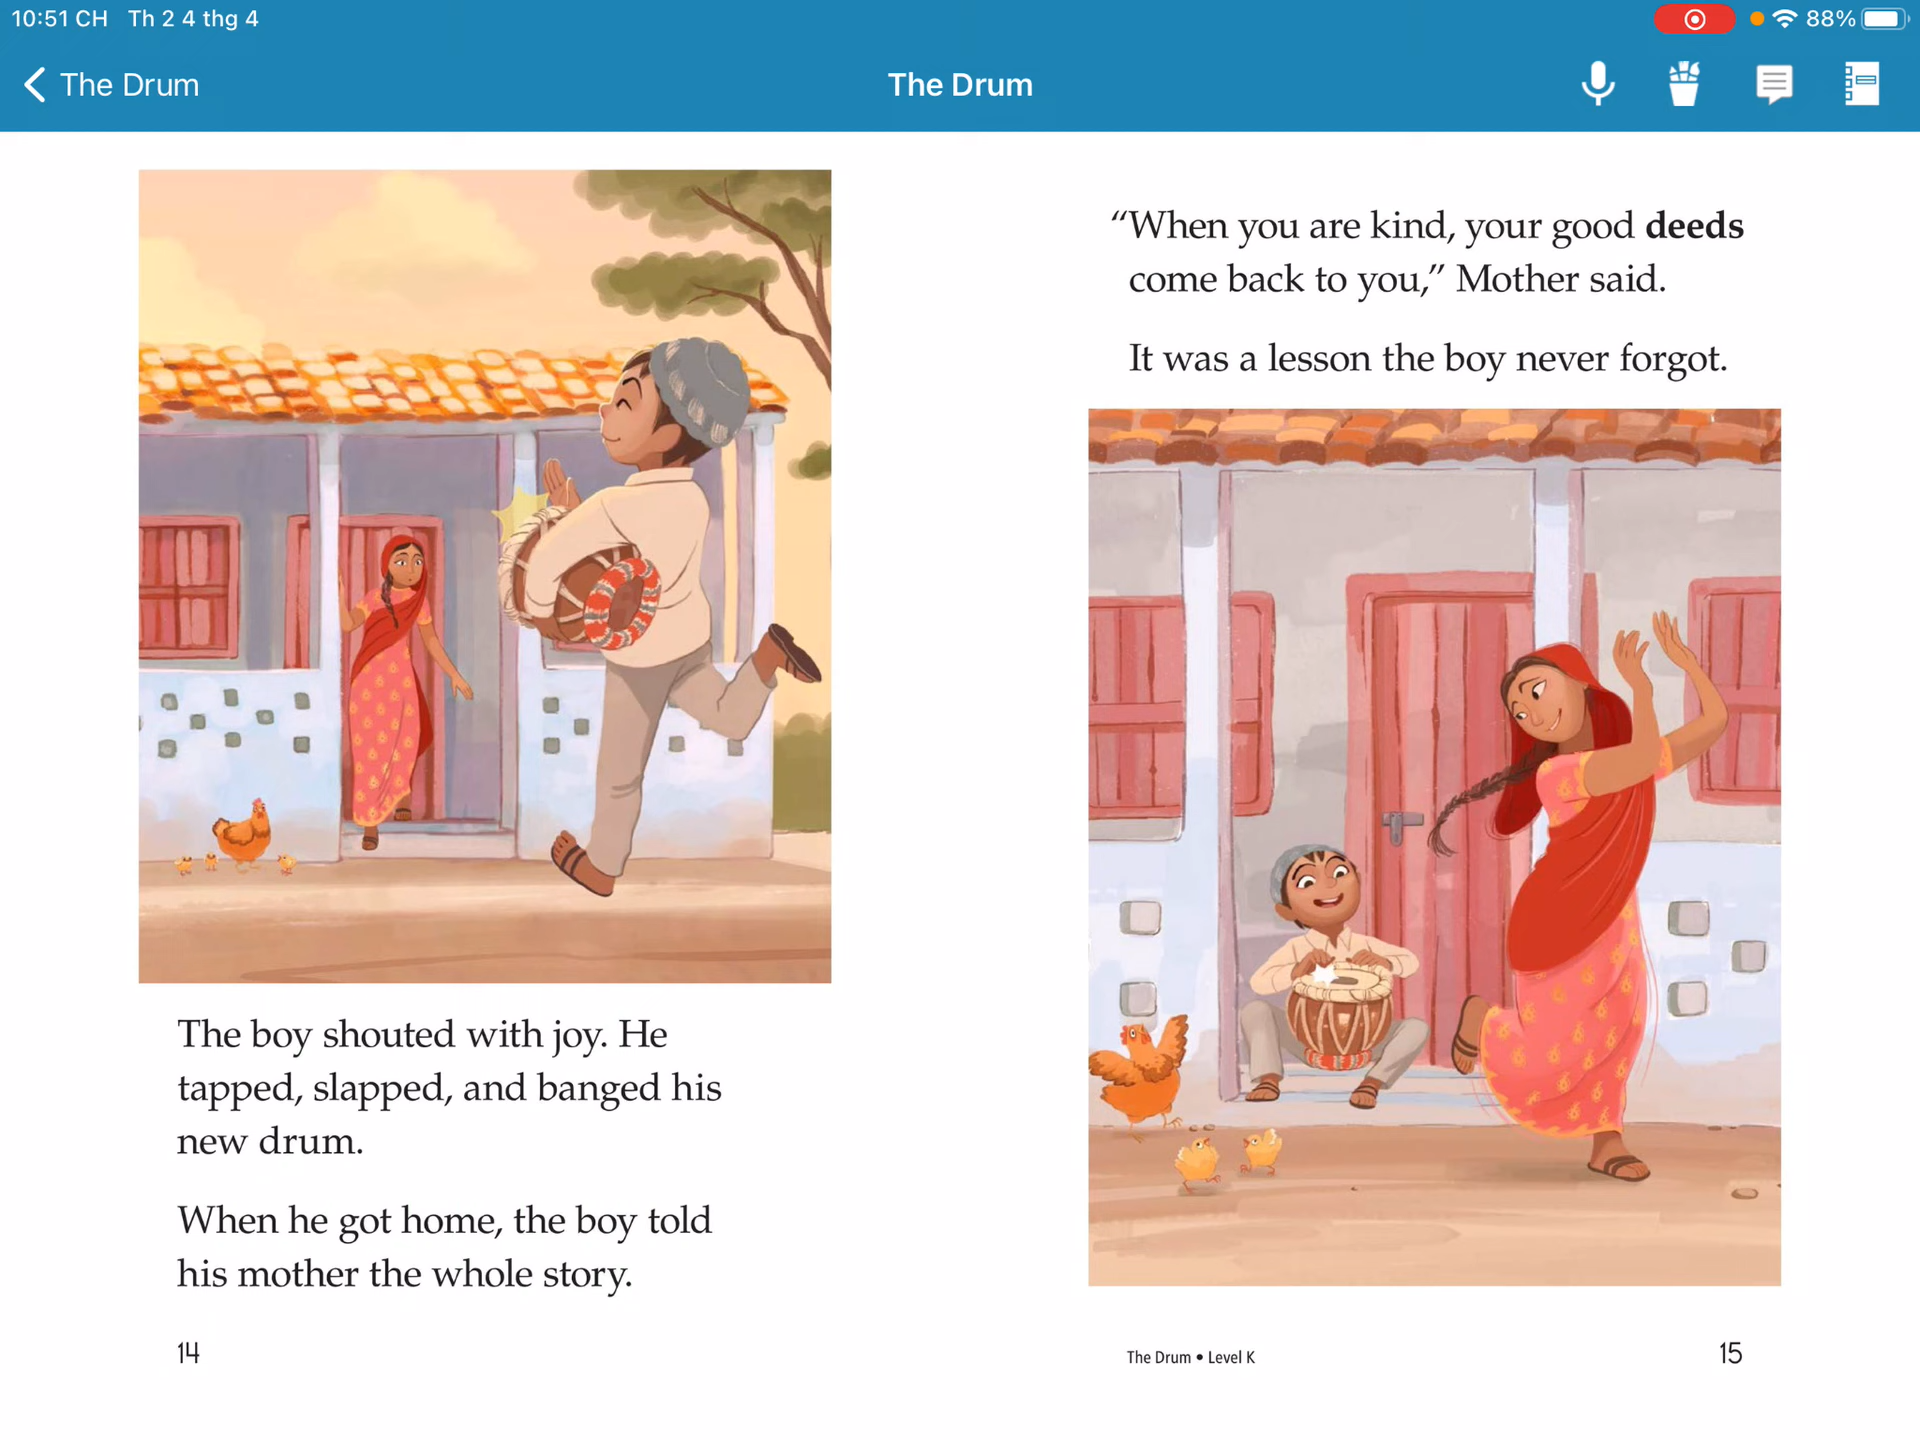 10:51 CH Th 2 4 thg 4
88%
The Drum
The Drum
The boy shouted with joy. He
tapped, slapped, and banged his
new drum.
When he got home, the boy told
his mother the whole story.
14
“When you are kind, your good deeds
come back to you,” Mother said.
It was a lesson the boy never forgot.
The Drum • Level K
15